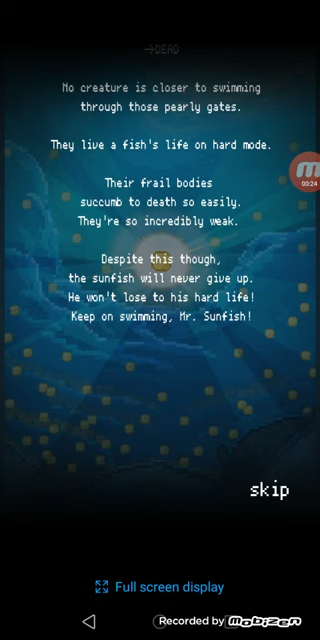 →DEAD
No creature is closer to swimming
through those pearly gates.
They live a fish's life on hard mode.
Their frail bodies
succumb to death so easily.
They're so incredibly weak.
Despite this though,
the sunfish will never give up.
He won't lose to his hard life!
Keep on swimming, Mr. Sunfish!
00:24
skip
Full screen display
Recorded by Mobizen